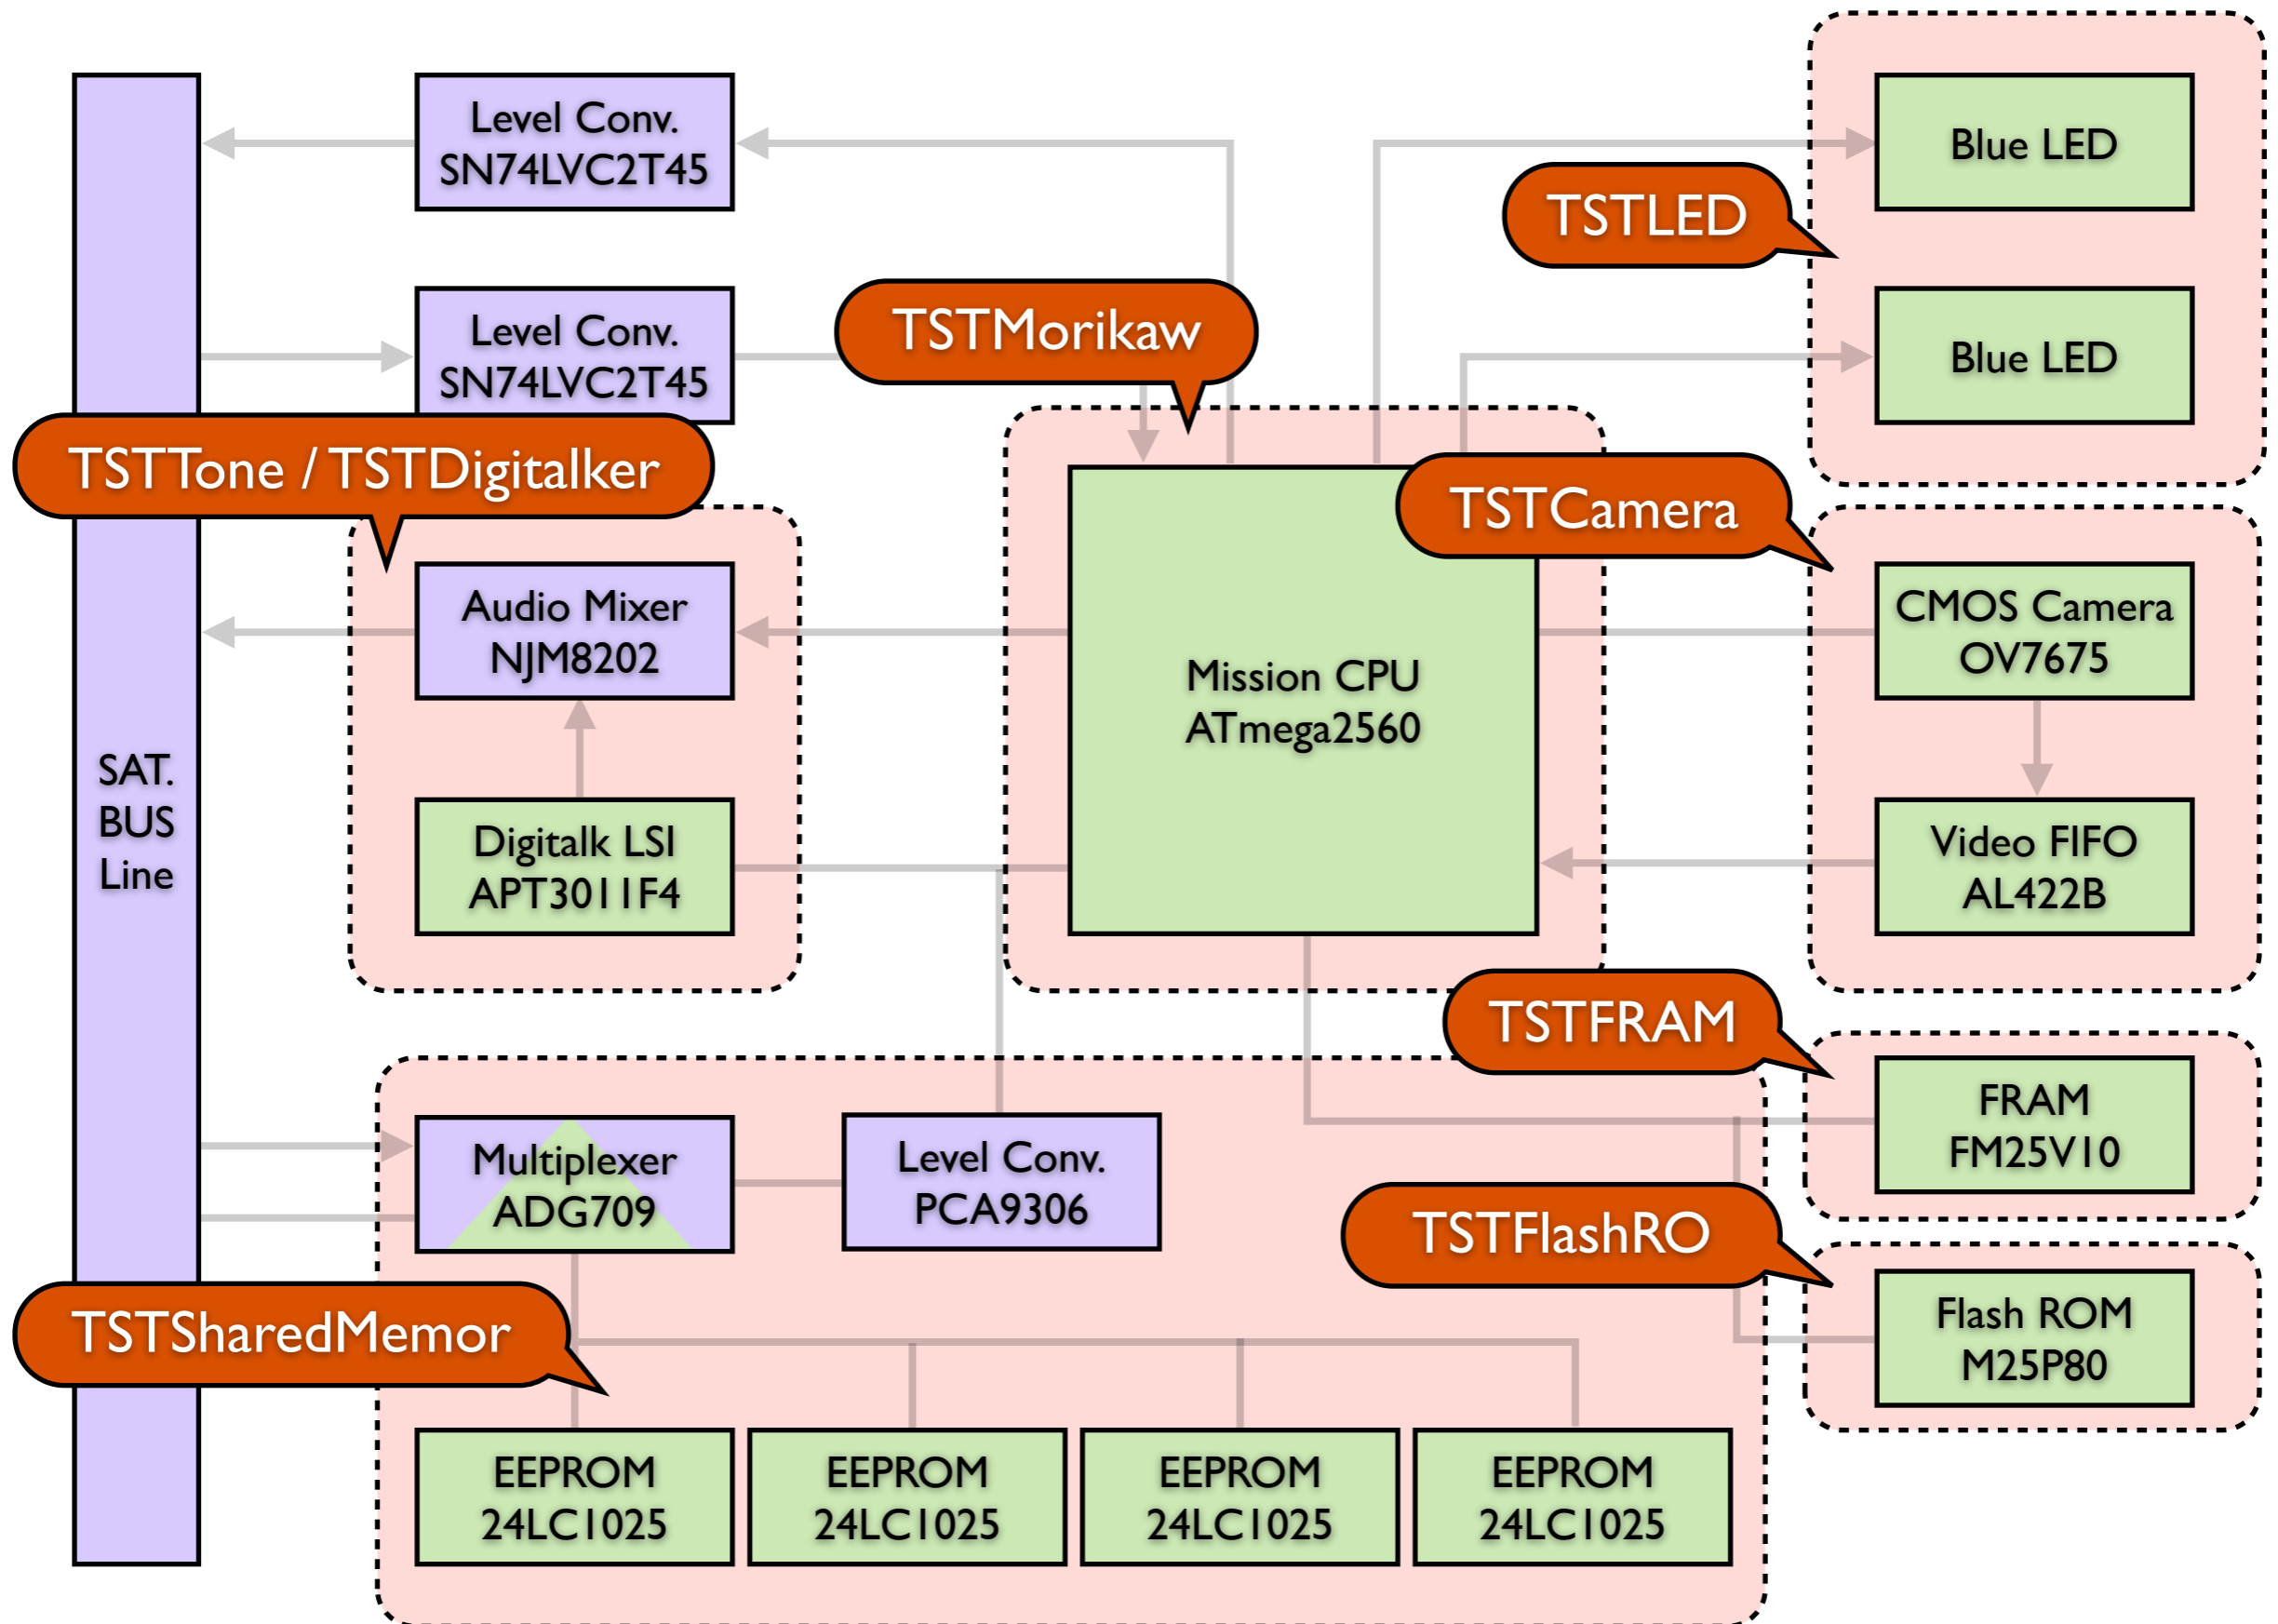 Level Conv.
SN74LVC2T45
Blue LED
TSTLED
Level Conv.
SN74LVC2T45
TSTMorikaw
Blue LED
TSTTone / TSTDigitalker
TSTCamera
Audio Mixer
NJM8202
CMOS Camera
OV7675
Mission CPU
ATmega2560
SAT.
BUS
Line
Digitalk LSI
APT3011F4
Video FIFO
AL422B
TSTFRAM
FRAM
FM25V10
Multiplexer
ADG709
Level Conv.
PCA9306
TSTFlashRO
Flash ROM
M25P80
TSTSharedMemor
EEPROM
24LC1025
EEPROM
24LC1025
EEPROM
24LC1025
EEPROM
24LC1025